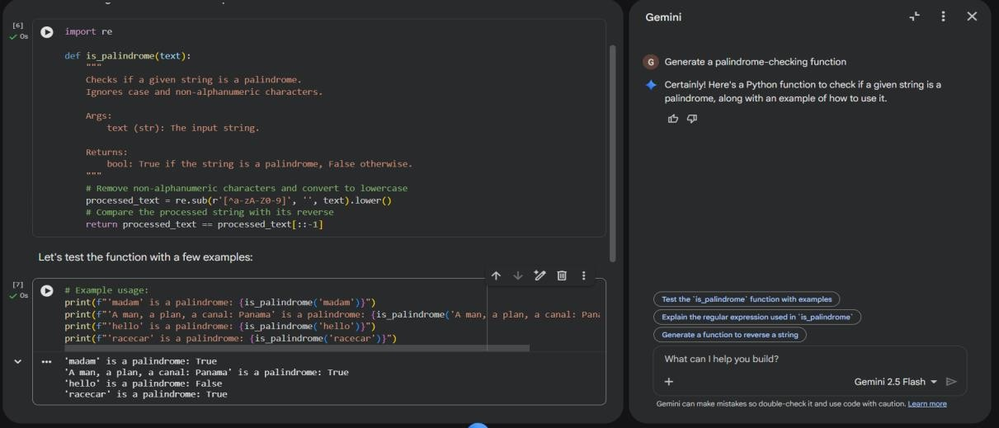 [6]
0s
import re
def is_palindrome(text):
"""
Checks if a given string is a palindrome.
Ignores case and non-alphanumeric characters.
Args:
text (str): The input string.
Returns:
bool: True if the string is a palindrome, False otherwise.
"""
# Remove non-alphanumeric characters and convert to lowercase
processed_text = re.sub(r'[^a-zA-Z0-9]', '', text).lower()
# Compare the processed string with its reverse
return processed_text == processed_text[::-1]
Let's test the function with a few examples:
[7]
0s
# Example usage:
print(f"'madam' is a palindrome: {is_palindrome('madam')}")
print(f"'A man, a plan, a canal: Panama' is a palindrome: {is_palindrome('A man, a plan, a canal: Pana
print(f"'hello' is a palindrome: {is_palindrome('hello')}")
print(f"'racecar' is a palindrome: {is_palindrome('racecar')}")
'madam' is a palindrome: True
'A man, a plan, a canal: Panama' is a palindrome: True
'hello' is a palindrome: False
'racecar' is a palindrome: True
Gemini
G
Generate a palindrome-checking function
Certainly! Here's a Python function to check if a given string is a
palindrome, along with an example of how to use it.
Test the `is_palindrome` function with examples
Explain the regular expression used in `is_palindrome`
Generate a function to reverse a string
What can I help you build?
Gemini 2.5 Flash
Gemini can make mistakes so double-check it and use code with caution. Learn more